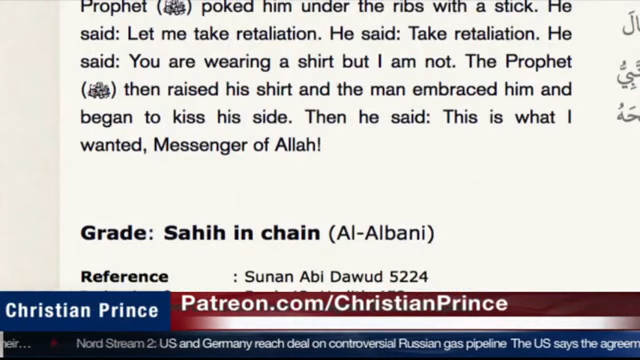 Prophet (ﷺ) poked him under the ribs with a stick. He
said: Let me take retaliation. He said: Take retaliation. He
said: You are wearing a shirt but I am not. The Prophet
(ﷺ) then raised his shirt and the man embraced him and
began to kiss his side. Then he said: This is what I
wanted, Messenger of Allah!
Grade: Sahih in chain (Al-Albani)
Reference : Sunan Abi Dawud 5224
Christian Prince
Patreon.com/ChristianPrince
Nord Stream 2: US and Germany reach deal on controversial Russian gas pipeline The US says the